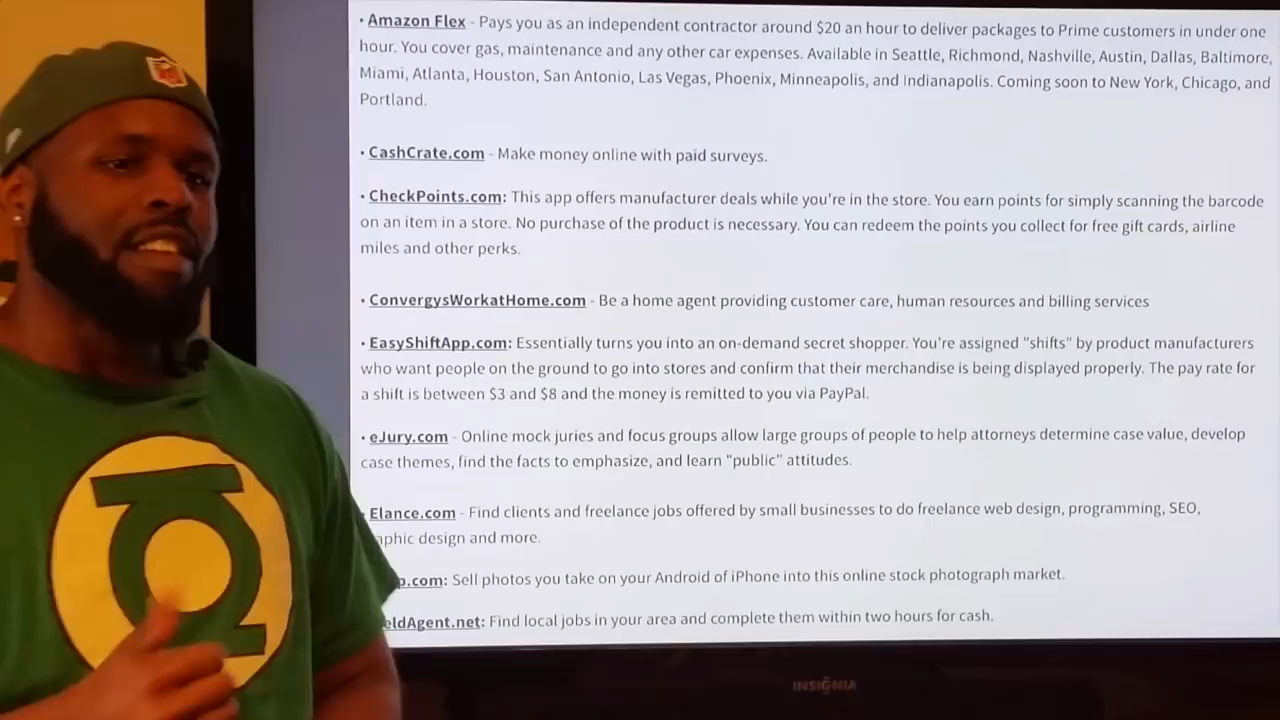 • Amazon Flex - Pays you as an independent contractor around $20 an hour to deliver packages to Prime customers in under one
hour. You cover gas, maintenance and any other car expenses. Available in Seattle, Richmond, Nashville, Austin, Dallas, Baltimore,
Miami, Atlanta, Houston, San Antonio, Las Vegas, Phoenix, Minneapolis, and Indianapolis. Coming soon to New York, Chicago, and
Portland.
• CashCrate.com - Make money online with paid surveys.
• CheckPoints.com: This app offers manufacturer deals while you're in the store. You earn points for simply scanning the barcode
on an item in a store. No purchase of the product is necessary. You can redeem the points you collect for free gift cards, airline
miles and other perks.
• ConvergysWorkatHome.com - Be a home agent providing customer care, human resources and billing services
• EasyShiftApp.com: Essentially turns you into an on-demand secret shopper. You're assigned "shifts" by product manufacturers
who want people on the ground to go into stores and confirm that their merchandise is being displayed properly. The pay rate for
a shift is between $3 and $8 and the money is remitted to you via PayPal.
• eJury.com - Online mock juries and focus groups allow large groups of people to help attorneys determine case value, develop
case themes, find the facts to emphasize, and learn "public" attitudes.
Elance.com - Find clients and freelance jobs offered by small businesses to do freelance web design, programming, SEO,
phic design and more.
p.com: Sell photos you take on your Android of iPhone into this online stock photograph market.
eldAgent.net: Find local jobs in your area and complete them within two hours for cash.
INSIGNIA